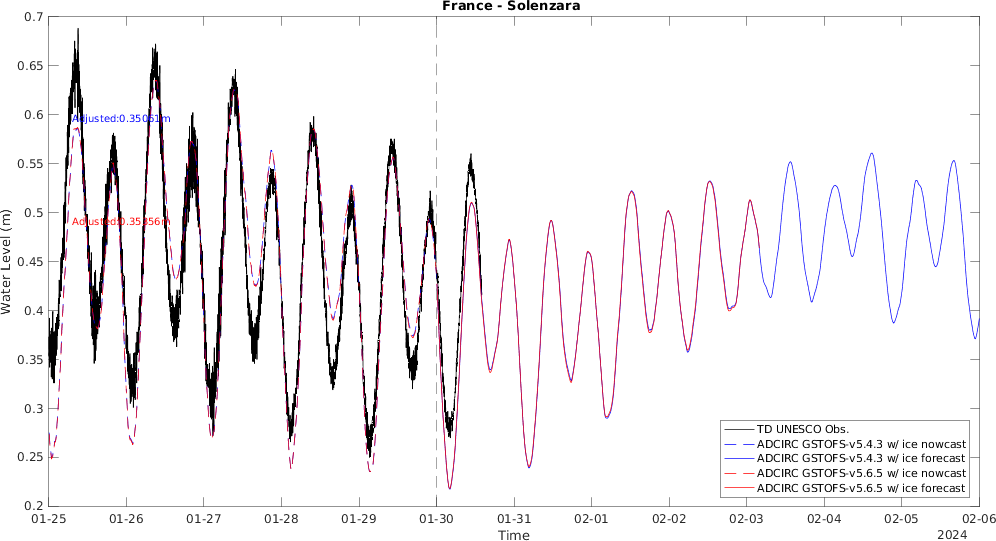 France - Solenzara
0.7
0.65
0.6
0.55
0.5
0.45
0.4
0.35
0.3
0.25
0.2
Water Level (m)
Adjusted:0.35061m
TD UNESCO Obs.
ADCIRC GSTOFS-v5.4.3 w/ ice nowcast
ADCIRC GSTOFS-v5.4.3 w/ ice forecast
ADCIRC GSTOFS-v5.6.5 w/ ice nowcast
ADCIRC GSTOFS-v5.6.5 w/ ice forecast
01-25 01-26 01-27 01-28 01-29 01-30 01-31 02-01 02-02 02-03 02-04 02-05 02-06
Time
2024